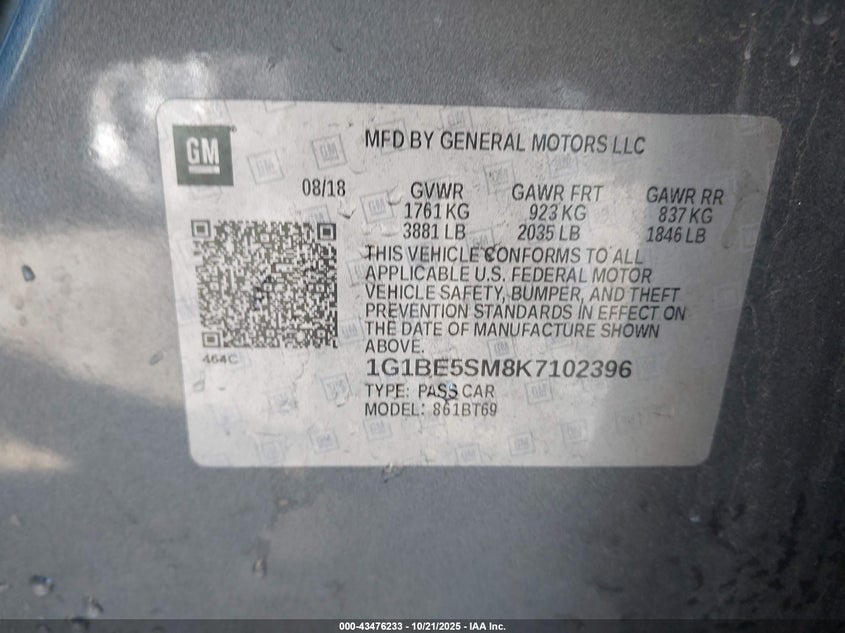 GM
MFD BY GENERAL MOTORS LLC
08/18 GVWR GAWR FRT GAWR RR
1761 KG 923 KG 837 KG
3881 LB 2035 LB 1846 LB
THIS VEHICLE CONFORMS TO ALL
APPLICABLE U.S. FEDERAL MOTOR
VEHICLE SAFETY, BUMPER, AND THEFT
PREVENTION STANDARDS IN EFFECT ON
THE DATE OF MANUFACTURE SHOWN
ABOVE.
464C
1G1BE5SM8K7102396
TYPE: PASS CAR
MODEL: 861BT69
000-43476233 - 10/21/2025 - IAA Inc.